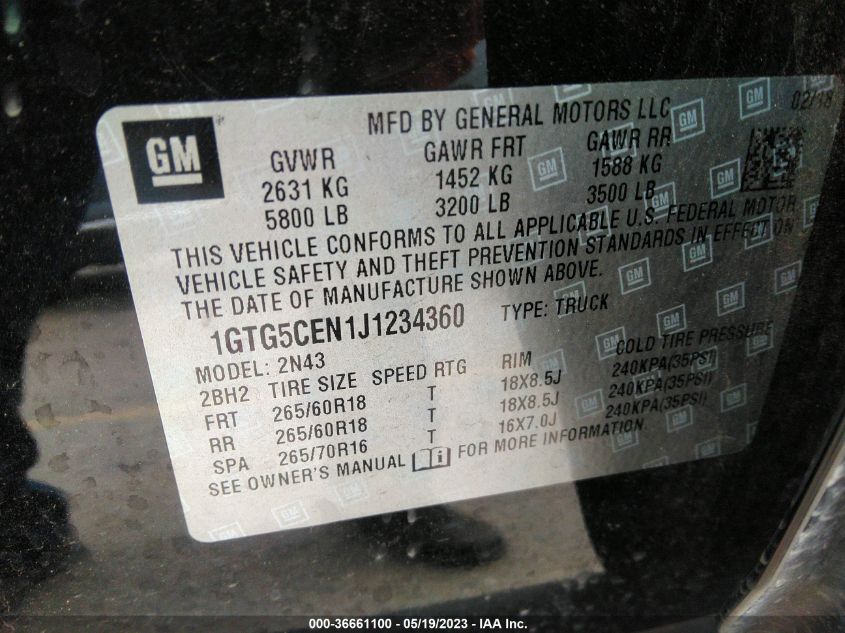 MFD BY GENERAL MOTORS LLC 02/18
GM
GVWR GAWR FRT GAWR RR
2631 KG 1452 KG 1588 KG
5800 LB 3200 LB 3500 LB
THIS VEHICLE CONFORMS TO ALL APPLICABLE U.S. FEDERAL MOTOR
VEHICLE SAFETY AND THEFT PREVENTION STANDARDS IN EFFECT ON
THE DATE OF MANUFACTURE SHOWN ABOVE.
1GTG5CEN1J1234360 TYPE: TRUCK
MODEL: 2N43
2BH2 TIRE SIZE SPEED RTG RIM COLD TIRE PRESSURE
FRT 265/60R18 T 18X8.5J 240KPA(35PSI)
RR 265/60R18 T 18X8.5J 240KPA(35PSI)
SPA 265/70R16 T 16X7.0J 240KPA(35PSI)
SEE OWNER'S MANUAL FOR MORE INFORMATION.
000-36661100 / 05/19/2023 - IAA Inc.